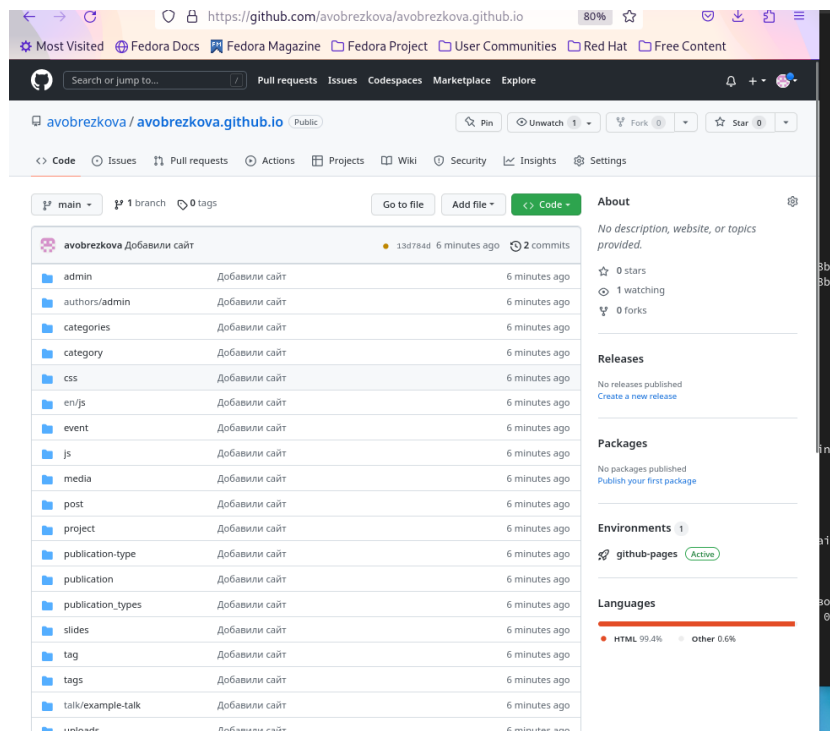 https://github.com/avobrezkova/avobrezkova.github.io 80%
Most Visited Fedora Docs Fedora Magazine Fedora Project User Communities Red Hat Free Content
Search or jump to... / Pull requests Issues Codespaces Marketplace Explore
avobrezkova / avobrezkova.github.io Public Pin Unwatch 1 Fork 0 Star 0
Code Issues Pull requests Actions Projects Wiki Security Insights Settings
main 1 branch 0 tags Go to file Add file Code
avobrezkova Добавили сайт 13d784d 6 minutes ago 2 commits
admin Добавили сайт 6 minutes ago
authors/admin Добавили сайт 6 minutes ago
categories Добавили сайт 6 minutes ago
category Добавили сайт 6 minutes ago
css Добавили сайт 6 minutes ago
en/js Добавили сайт 6 minutes ago
event Добавили сайт 6 minutes ago
js Добавили сайт 6 minutes ago
media Добавили сайт 6 minutes ago
post Добавили сайт 6 minutes ago
project Добавили сайт 6 minutes ago
publication-type Добавили сайт 6 minutes ago
publication Добавили сайт 6 minutes ago
publication_types Добавили сайт 6 minutes ago
slides Добавили сайт 6 minutes ago
tag Добавили сайт 6 minutes ago
tags Добавили сайт 6 minutes ago
talk/example-talk Добавили сайт 6 minutes ago
uploads Добавили сайт 6 minutes ago
About
No description, website, or topics
provided.
0 stars
1 watching
0 forks
Releases
No releases published
Create a new release
Packages
No packages published
Publish your first package
Environments 1
github-pages Active
Languages
HTML 99.4% Other 0.6%